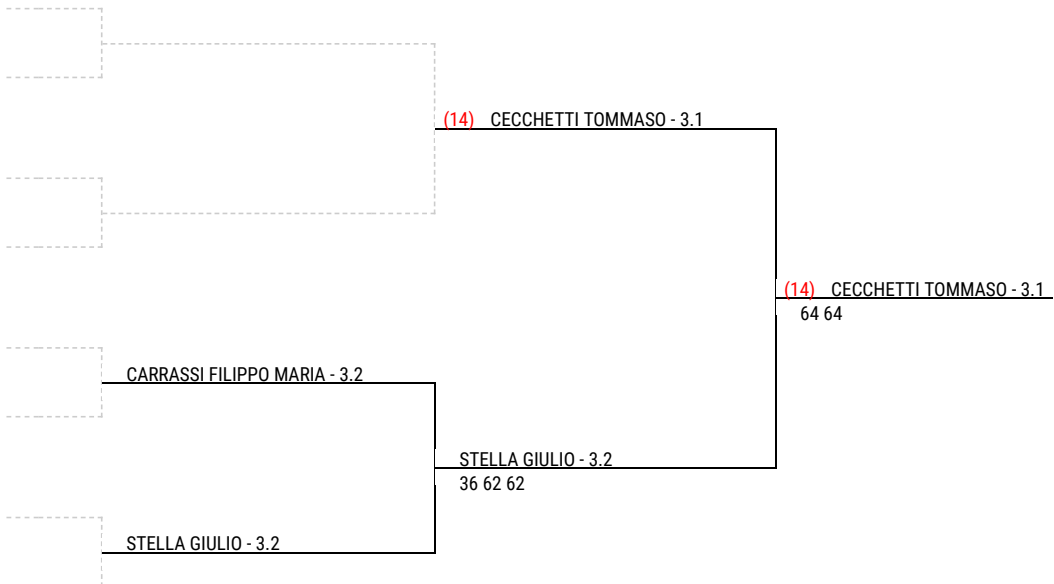 (14) CECCHETTI TOMMASO - 3.1
(14) CECCHETTI TOMMASO - 3.1
64 64
CARRASSI FILIPPO MARIA - 3.2
STELLA GIULIO - 3.2
36 62 62
STELLA GIULIO - 3.2